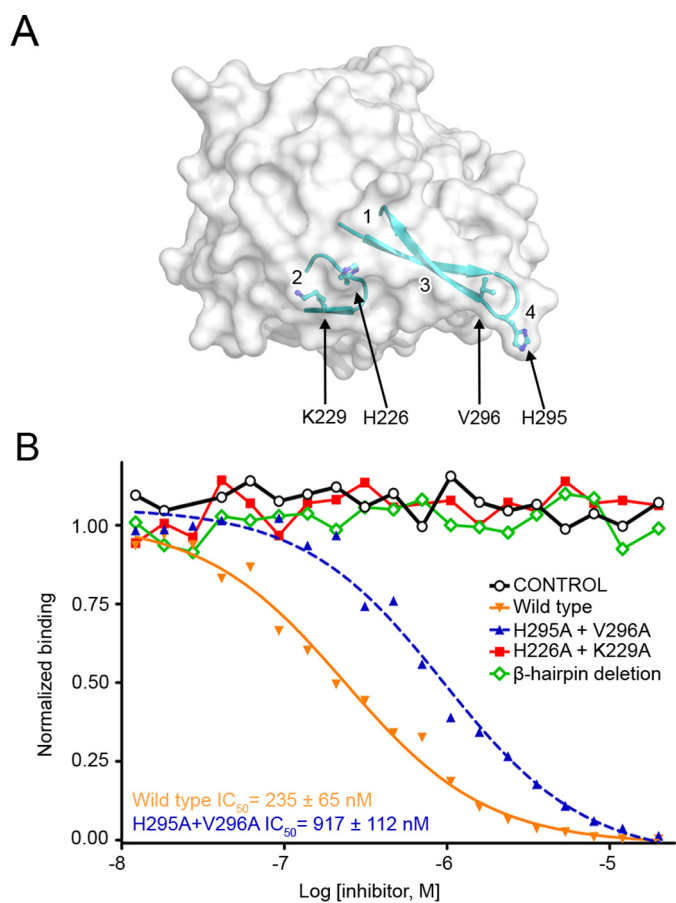 A
1
2
3
4
K229
H226
V296
H295
B
Normalized binding
1.00
0.75
0.50
0.25
0.00
CONTROL
Wild type
H295A + V296A
H226A + K229A
β-hairpin deletion
Wild type IC50= 235 ± 65 nM
H295A+V296A IC50= 917 ± 112 nM
-8
-7
-6
-5
Log [inhibitor, M]